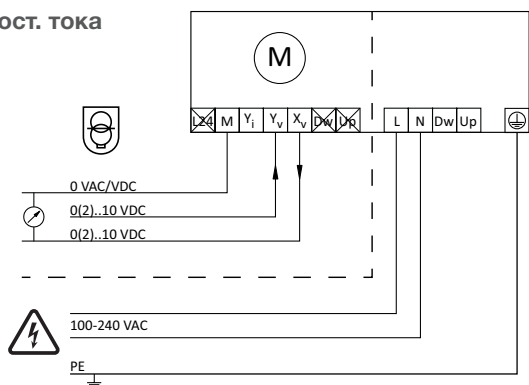 ост. тока
M
L24 M Yi Yv Xv Dw Up L N Dw Up
0 VAC/VDC
0(2)..10 VDC
0(2)..10 VDC
100-240 VAC
PE